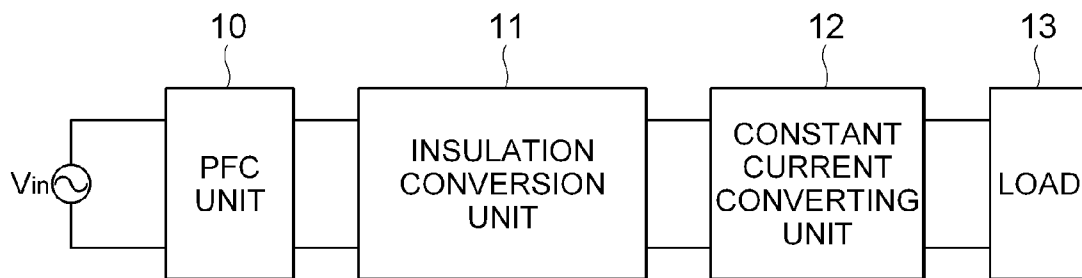 10
11
12
13
Vin
PFC
UNIT
INSULATION
CONVERSION
UNIT
CONSTANT
CURRENT
CONVERTING
UNIT
LOAD